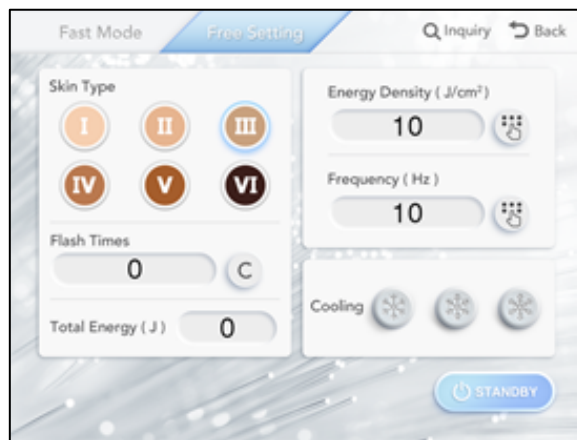 Fast Mode
Free Setting
Inquiry
Back
Skin Type
I II III
IV V VI
Flash Times
0 C
Total Energy ( J ) 0
Energy Density ( J/cm² )
10
Frequency ( Hz )
10
Cooling
STANDBY